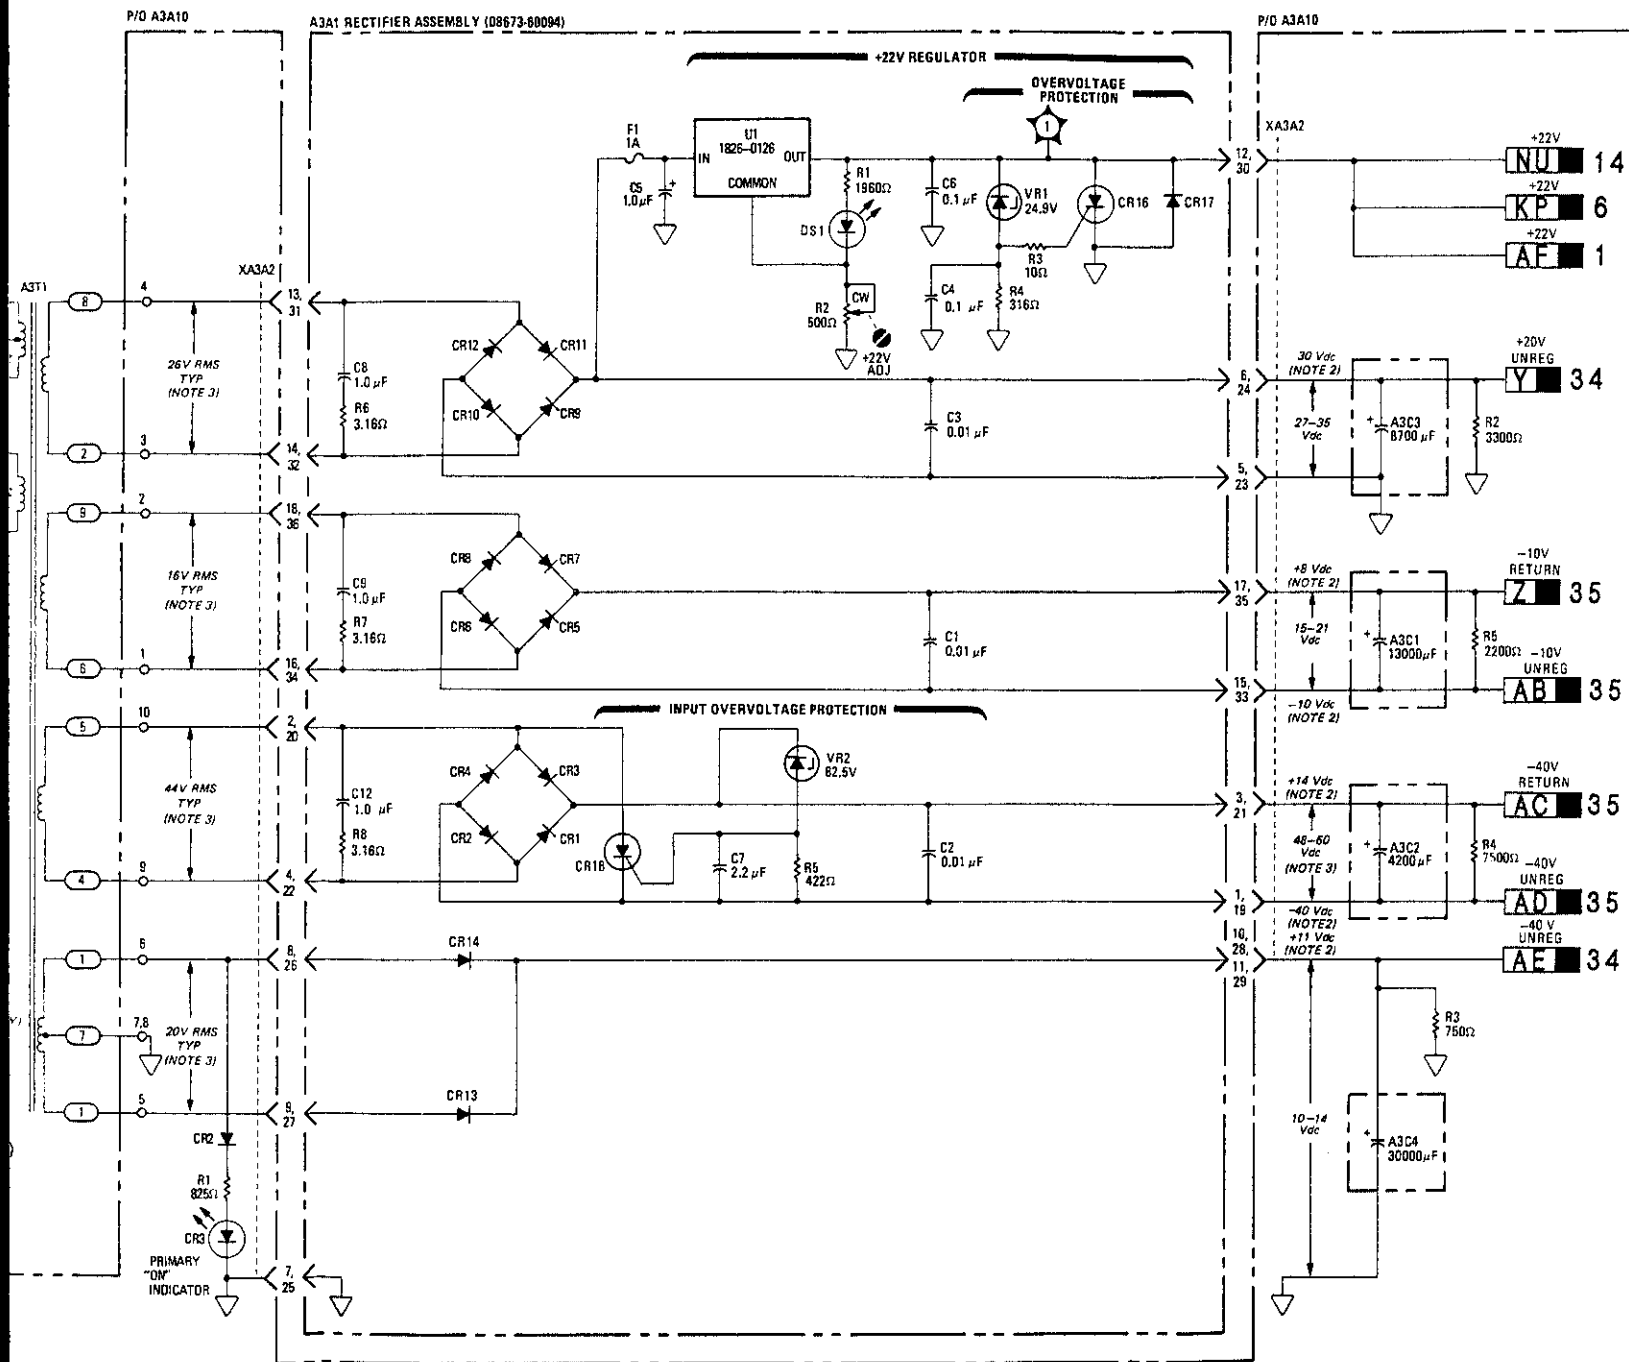 P/O A3A10
A3A1 RECTIFIER ASSEMBLY (08673-60094)
P/O A3A10
+22V REGULATOR
OVERVOLTAGE
PROTECTION
1
XA3A2
F1
1A
U1
1826-0126
IN
OUT
COMMON
C5
+
1.0µF
R1
1960Ω
DS1
C6
0.1 µF
VR1
24.9V
CR16
CR17
R3
10Ω
C4
0.1 µF
R4
316Ω
R2
500Ω
CW
+22V
ADJ
12,
30
+22V
NU 14
+22V
KP 6
+22V
AF 1
A3T1
XA3A2
8
4
13,
31
26V RMS
TYP
(NOTE 3)
C8
1.0 µF
R6
3.16Ω
CR12
CR11
CR10
CR9
2
3
14,
32
C3
0.01 µF
6,
24
5,
23
30 Vdc
(NOTE 2)
27-35
Vdc
+
A3C3
8700 µF
R2
3300Ω
+20V
UNREG
Y 34
9
2
18,
36
16V RMS
TYP
(NOTE 3)
C9
1.0 µF
R7
3.16Ω
CR8
CR7
CR6
CR5
6
1
16,
34
C1
0.01 µF
17,
35
15,
33
+8 Vdc
(NOTE 2)
15-21
Vdc
-10 Vdc
(NOTE 2)
+
A3C1
13000µF
R5
2200Ω
-10V
RETURN
Z 35
-10V
UNREG
AB 35
INPUT OVERVOLTAGE PROTECTION
5
10
2,
20
44V RMS
TYP
(NOTE 3)
C12
1.0 µF
R8
3.16Ω
CR4
CR3
CR2
CR1
4
9
4,
22
CR18
VR2
82.5V
C7
2.2 µF
R5
422Ω
C2
0.01 µF
3,
21
1,
19
+14 Vdc
(NOTE 2)
48-60
Vdc
(NOTE 3)
-40 Vdc
(NOTE2)
+
A3C2
4200µF
R4
7500Ω
-40V
RETURN
AC 35
-40V
UNREG
AD 35
1
6
8,
26
CR14
10,
28,
11,
29
+11 Vdc
(NOTE 2)
-40 V
UNREG
AE 34
7
7,8
20V RMS
TYP
(NOTE 3)
R3
750Ω
1
5
9,
27
CR13
CR2
R1
825Ω
CR3
PRIMARY
"ON"
INDICATOR
7,
25
10-14
Vdc
+
A3C4
30000µF